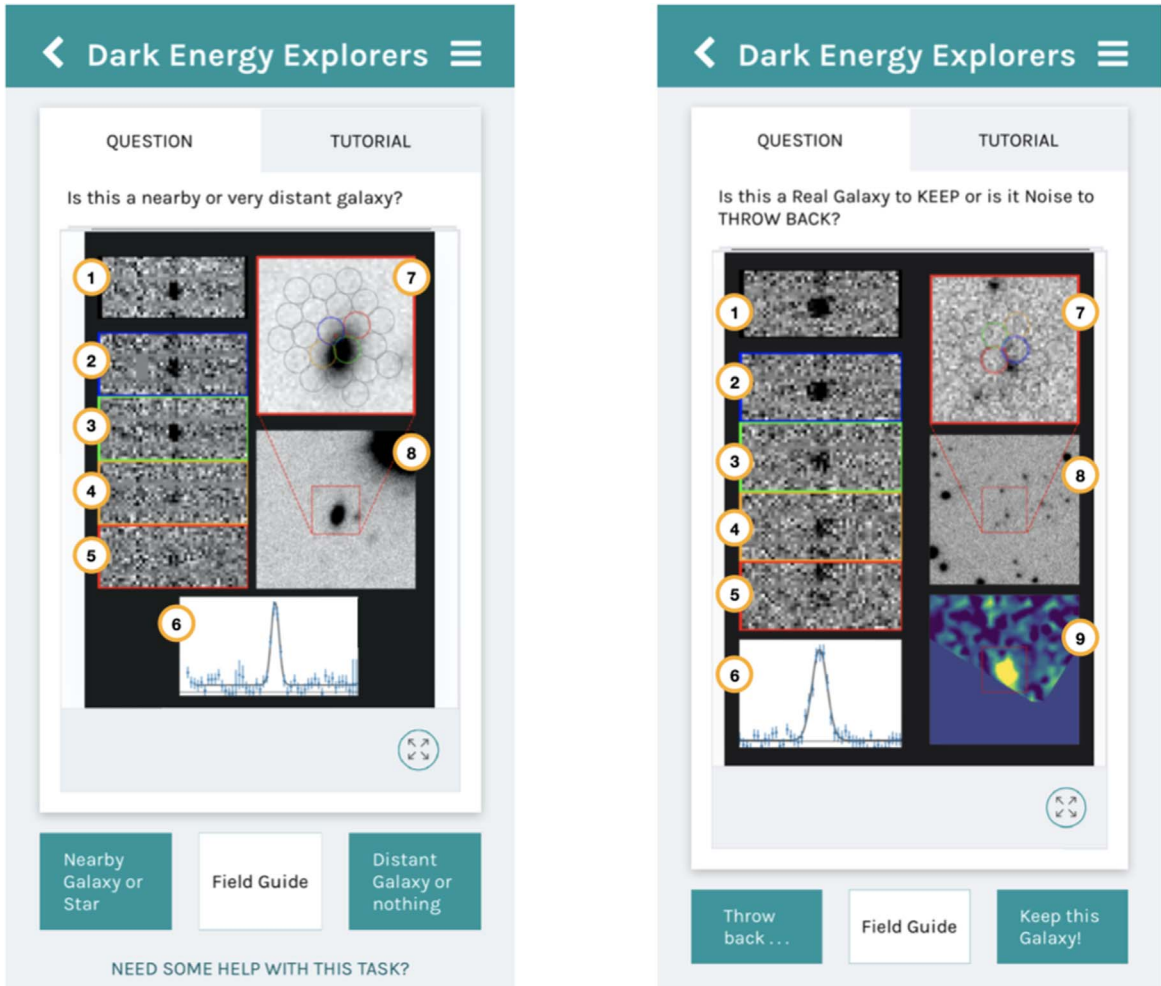 Dark Energy Explorers
QUESTION
TUTORIAL
Is this a nearby or very distant galaxy?
1
2
3
4
5
6
7
8
Nearby
Galaxy or
Star
Field Guide
Distant
Galaxy or
nothing
NEED SOME HELP WITH THIS TASK?
Dark Energy Explorers
QUESTION
TUTORIAL
Is this a Real Galaxy to KEEP or is it Noise to
THROW BACK?
1
2
3
4
5
6
7
8
9
Throw
back . . .
Field Guide
Keep this
Galaxy!